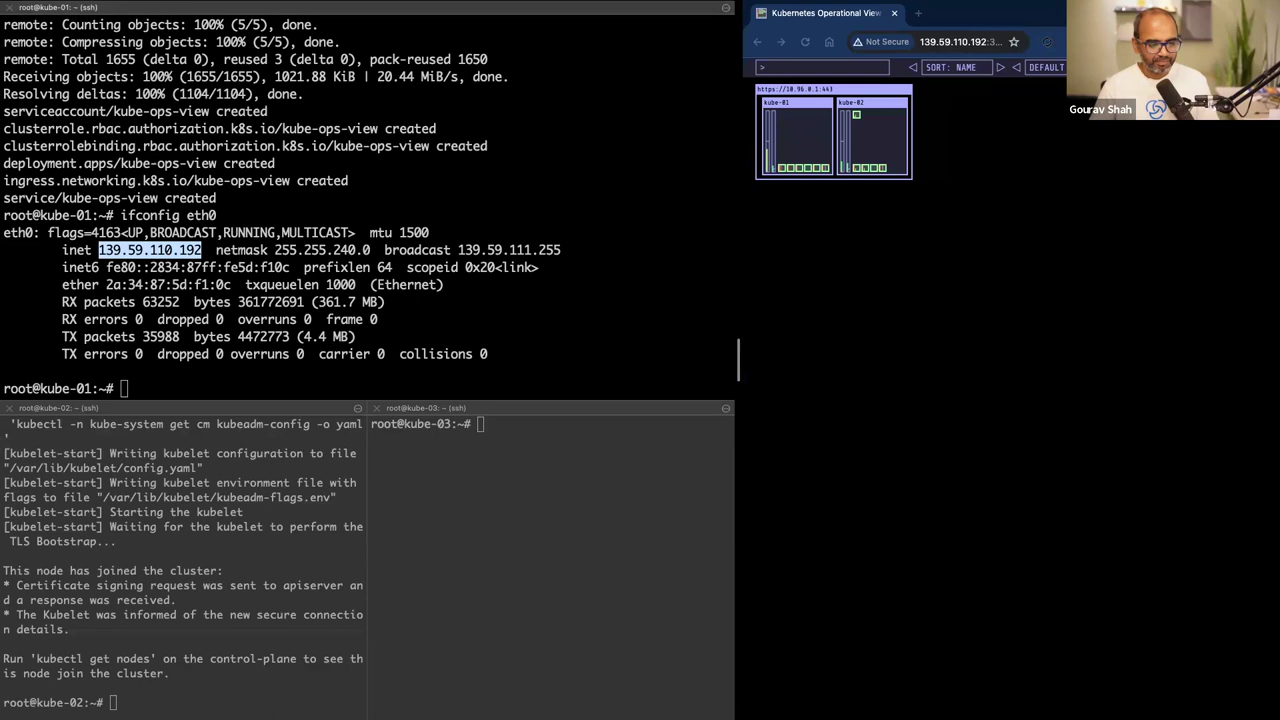 root@kube-01: ~ (ssh)
remote: Counting objects: 100% (5/5), done.
remote: Compressing objects: 100% (5/5), done.
remote: Total 1655 (delta 0), reused 3 (delta 0), pack-reused 1650
Receiving objects: 100% (1655/1655), 1021.88 KiB | 20.44 MiB/s, done.
Resolving deltas: 100% (1104/1104), done.
serviceaccount/kube-ops-view created
clusterrole.rbac.authorization.k8s.io/kube-ops-view created
clusterrolebinding.rbac.authorization.k8s.io/kube-ops-view created
deployment.apps/kube-ops-view created
ingress.networking.k8s.io/kube-ops-view created
service/kube-ops-view created
root@kube-01:~# ifconfig eth0
eth0: flags=4163<UP,BROADCAST,RUNNING,MULTICAST>  mtu 1500
inet 139.59.110.192  netmask 255.255.240.0  broadcast 139.59.111.255
inet6 fe80::2834:87ff:fe5d:f10c  prefixlen 64  scopeid 0x20<link>
ether 2a:34:87:5d:f1:0c  txqueuelen 1000  (Ethernet)
RX packets 63252  bytes 361772691 (361.7 MB)
RX errors 0  dropped 0  overruns 0  frame 0
TX packets 35988  bytes 4472773 (4.4 MB)
TX errors 0  dropped 0 overruns 0  carrier 0  collisions 0
root@kube-01:~#
root@kube-02: ~ (ssh)
'kubectl -n kube-system get cm kubeadm-config -o yaml
'
[kubelet-start] Writing kubelet configuration to file
"/var/lib/kubelet/config.yaml"
[kubelet-start] Writing kubelet environment file with
flags to file "/var/lib/kubelet/kubeadm-flags.env"
[kubelet-start] Starting the kubelet
[kubelet-start] Waiting for the kubelet to perform the
TLS Bootstrap...
This node has joined the cluster:
* Certificate signing request was sent to apiserver an
d a response was received.
* The Kubelet was informed of the new secure connectio
n details.
Run 'kubectl get nodes' on the control-plane to see th
is node join the cluster.
root@kube-02:~#
root@kube-03: ~ (ssh)
root@kube-03:~#
Kubernetes Operational View
Not Secure
139.59.110.192:3...
>
SORT: NAME
DEFAULT
https://10.96.0.1:443
kube-01
kube-02
Gourav Shah